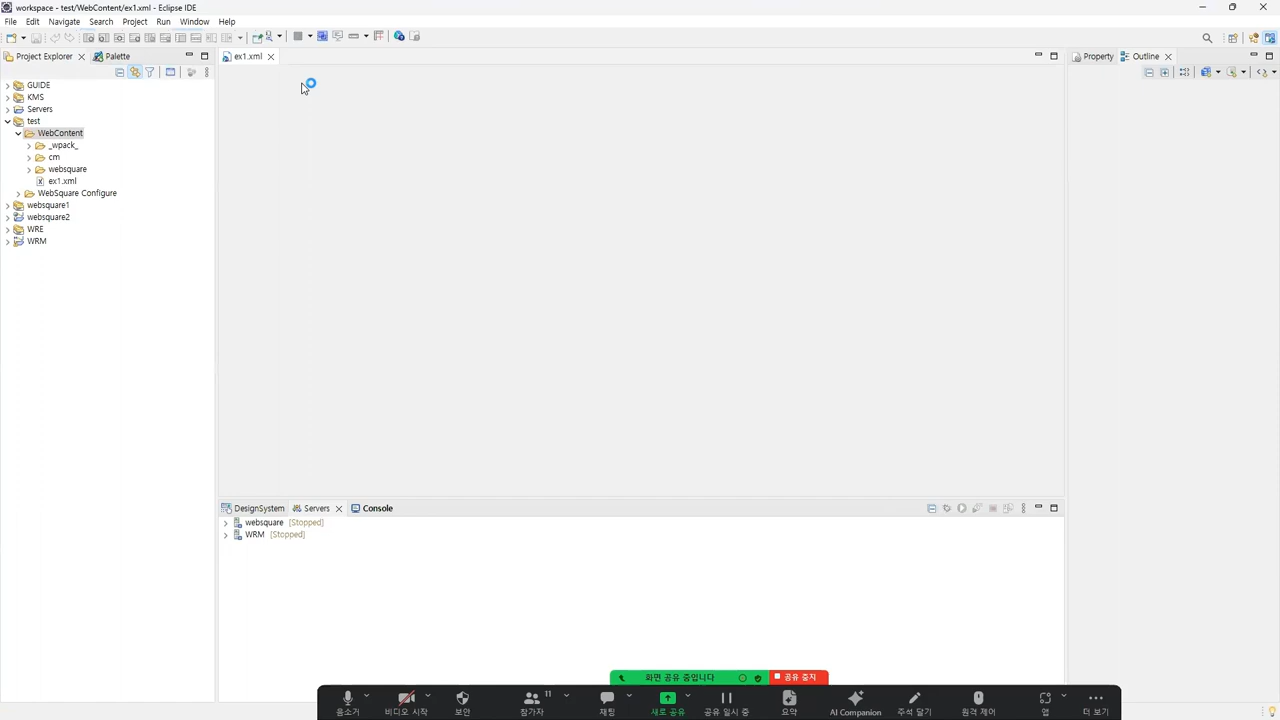 workspace - test/WebContent/ex1.xml - Eclipse IDE
File Edit Navigate Search Project Run Window Help
Project Explorer Palette
ex1.xml
Property Outline
GUIDE
KMS
Servers
test
WebContent
_wpack_
cm
websquare
ex1.xml
WebSquare Configure
websquare1
websquare2
WRE
WRM
DesignSystem Servers Console
websquare [Stopped]
WRM [Stopped]
화면 공유 중입니다 공유 중지
11
음소거 비디오 시작 보안 참가자 채팅 새로 공유 공유 일시 중지 요약 AI Companion 주석 달기 원격 제어 앱 더 보기